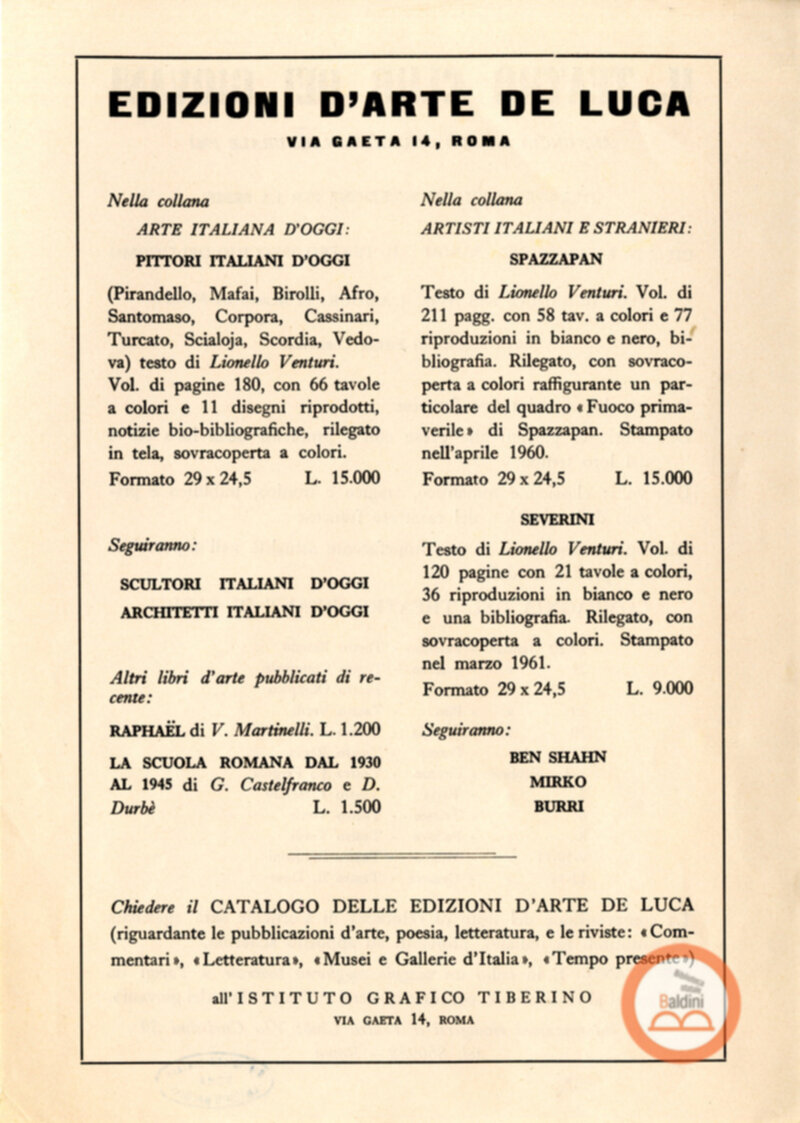 EDIZIONI D'ARTE DE LUCA
VIA GAETA 14, ROMA
Nella collana
ARTE ITALIANA D'OGGI:
PITTORI ITALIANI D'OGGI
(Pirandello, Mafai, Birolli, Afro,
Santomaso, Corpora, Cassinari,
Turcato, Scialoja, Scordia, Vedo-
va) testo di Lionello Venturi.
Vol. di pagine 180, con 66 tavole
a colori e 11 disegni riprodotti,
notizie bio-bibliografiche, rilegato
in tela, sovracoperta a colori.
Formato 29 x 24,5 L. 15.000
Seguiranno:
SCULTORI ITALIANI D'OGGI
ARCHITETTI ITALIANI D'OGGI
Altri libri d'arte pubblicati di re-
cente:
RAPHAËL di V. Martinelli. L. 1.200
LA SCUOLA ROMANA DAL 1930
AL 1945 di G. Castelfranco e D.
Durbè L. 1.500
Nella collana
ARTISTI ITALIANI E STRANIERI:
SPAZZAPAN
Testo di Lionello Venturi. Vol. di
211 pagg. con 58 tav. a colori e 77
riproduzioni in bianco e nero, bi-
bliografia. Rilegato, con sovraco-
perta a colori raffigurante un par-
ticolare del quadro «Fuoco prima-
verile» di Spazzapan. Stampato
nell'aprile 1960.
Formato 29 x 24,5 L. 15.000
SEVERINI
Testo di Lionello Venturi. Vol. di
120 pagine con 21 tavole a colori,
36 riproduzioni in bianco e nero
e una bibliografia. Rilegato, con
sovracoperta a colori. Stampato
nel marzo 1961.
Formato 29 x 24,5 L. 9.000
Seguiranno:
BEN SHAHN
MIRKO
BURRI
Chiedere il CATALOGO DELLE EDIZIONI D'ARTE DE LUCA
(riguardante le pubblicazioni d'arte, poesia, letteratura, e le riviste: «Com-
mentari», «Letteratura», «Musei e Gallerie d'Italia», «Tempo presente»)
all'ISTITUTO GRAFICO TIBERINO
VIA GAETA 14, ROMA
Biblioteca
statale
Baldini